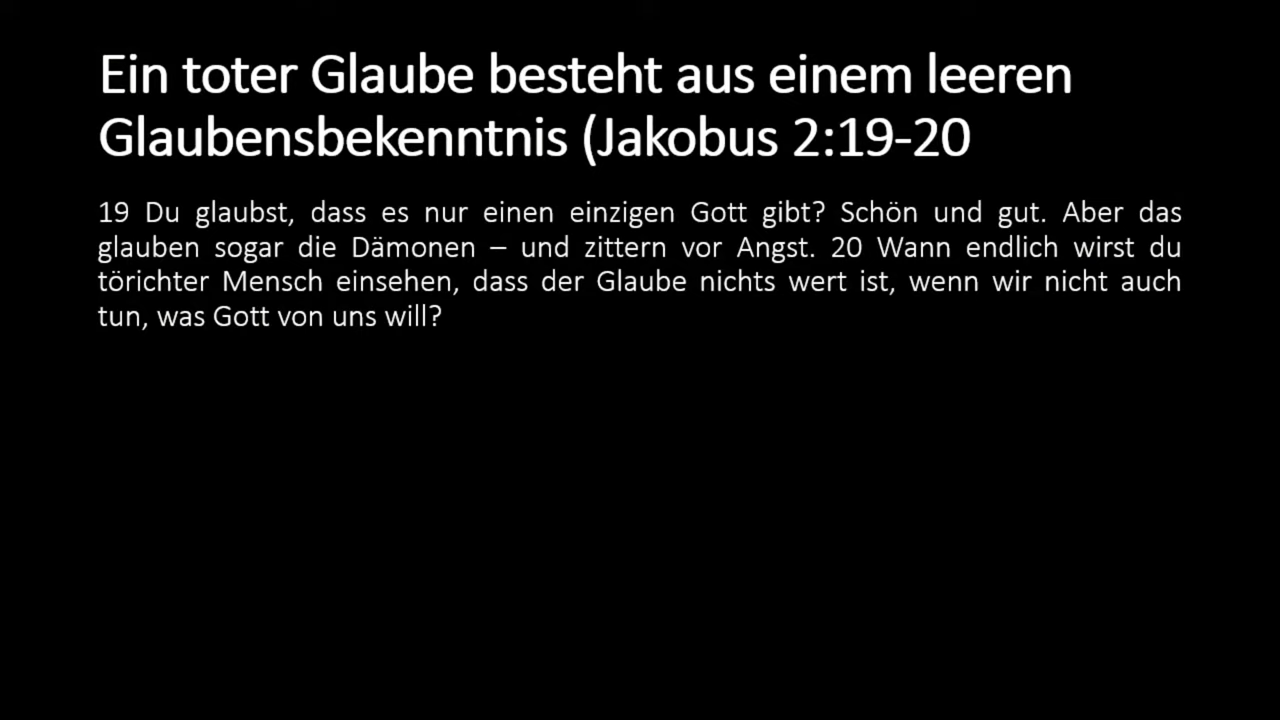 Ein toter Glaube besteht aus einem leeren
Glaubensbekenntnis (Jakobus 2:19-20
19 Du glaubst, dass es nur einen einzigen Gott gibt? Schön und gut. Aber das
glauben sogar die Dämonen – und zittern vor Angst. 20 Wann endlich wirst du
törichter Mensch einsehen, dass der Glaube nichts wert ist, wenn wir nicht auch
tun, was Gott von uns will?